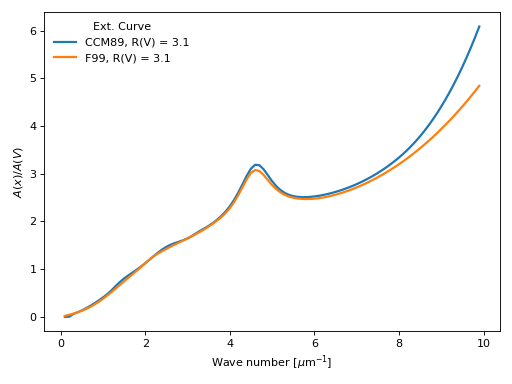 Ext. Curve
CCM89, R(V) = 3.1
F99, R(V) = 3.1
6
5
4
3
2
1
0
A(x)/A(V)
0 2 4 6 8 10
Wave number [μm⁻¹]